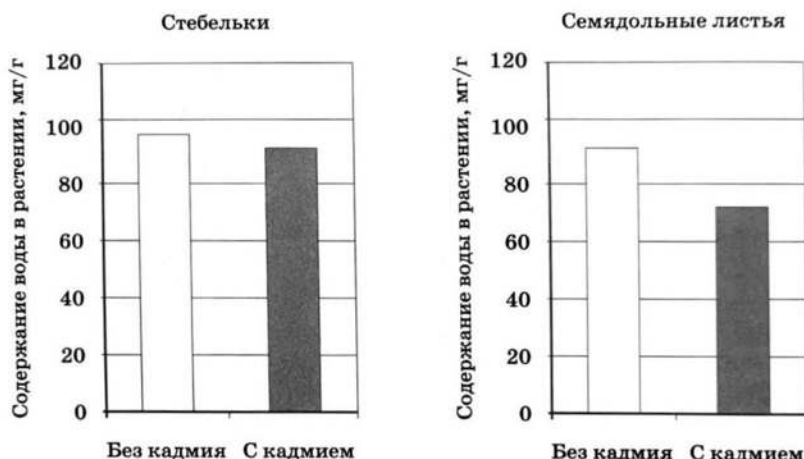 Стебельки
Содержание воды в растении, мг/г
120
100
80
60
40
20
0
Без кадмия С кадмием
Семядольные листья
Содержание воды в растении, мг/г
120
100
80
60
40
20
0
Без кадмия С кадмием